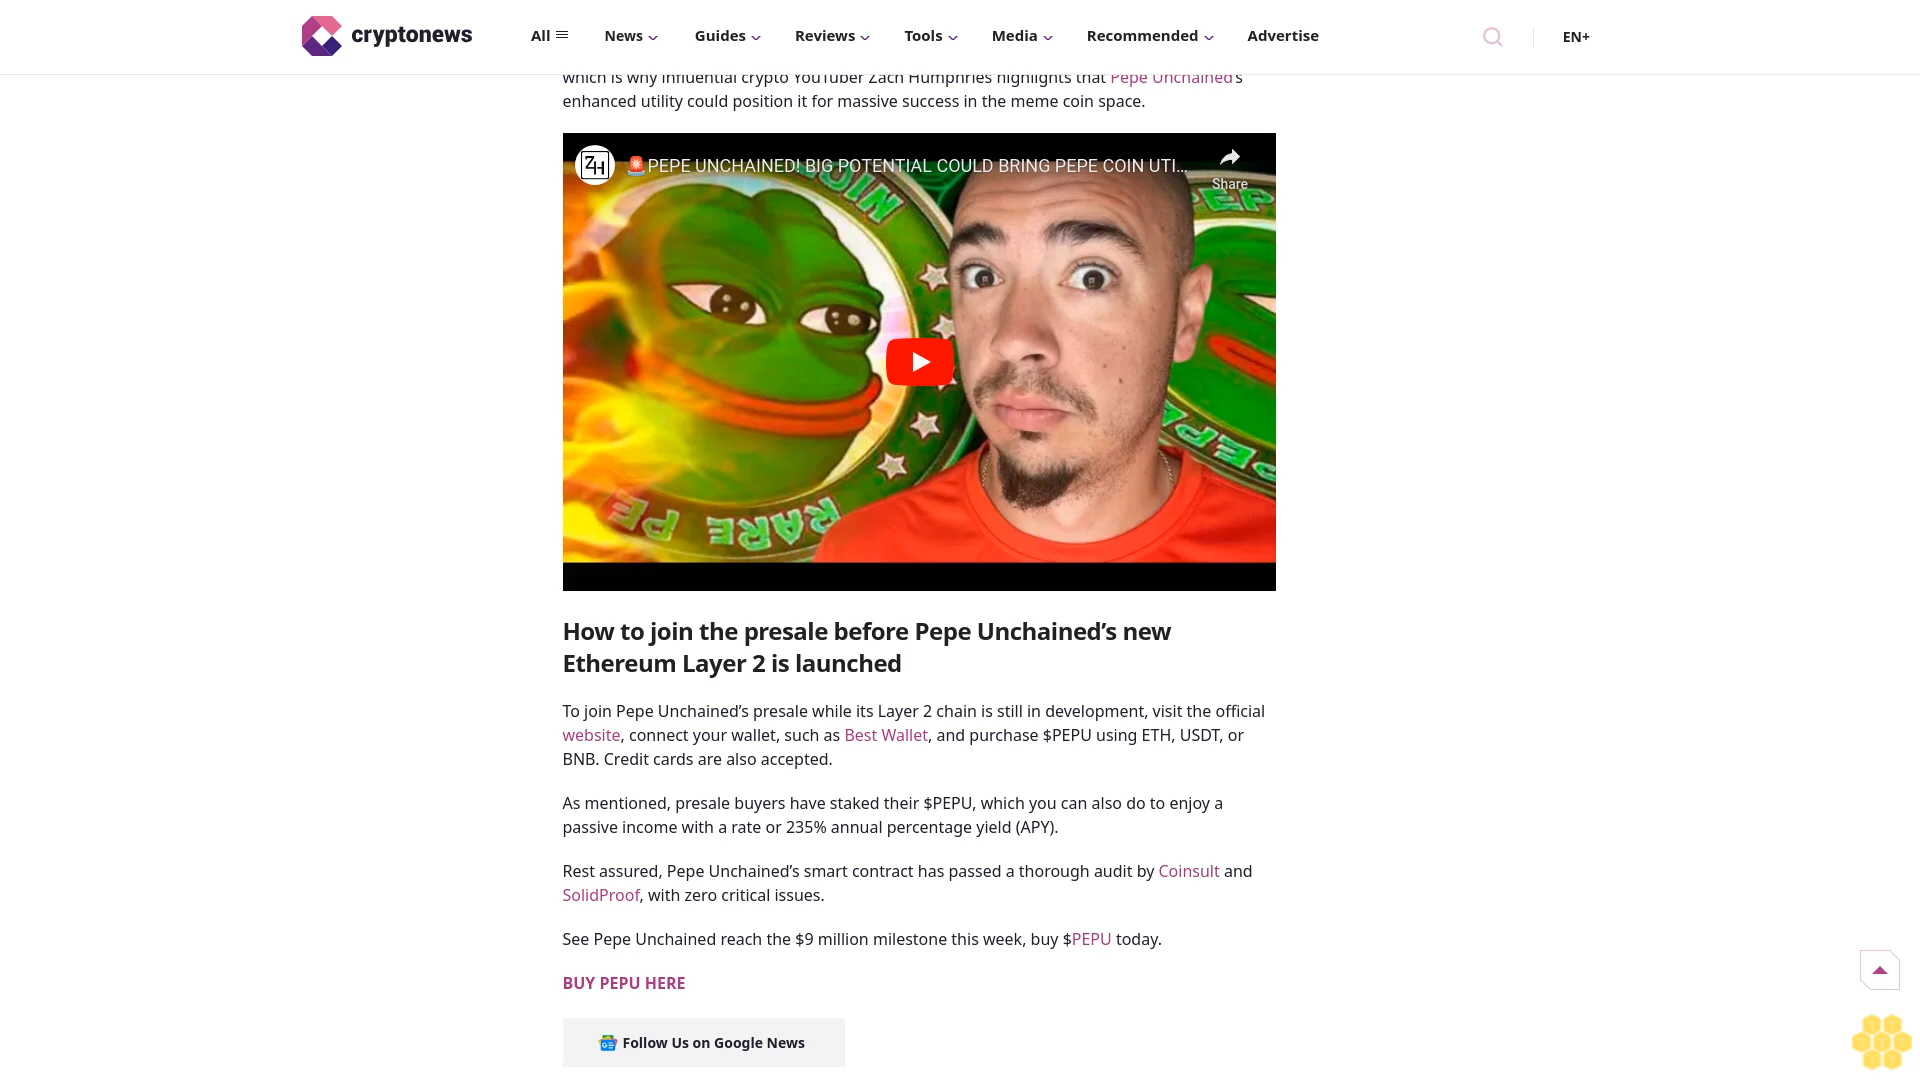 cryptonews
All
News
Guides
Reviews
Tools
Media
Recommended
Advertise
EN+
which is why influential crypto YouTuber Zach Humphries highlights that Pepe Unchained's
enhanced utility could position it for massive success in the meme coin space.
ZH
🚨PEPE UNCHAINED! BIG POTENTIAL COULD BRING PEPE COIN UTI...
Share
COIN
PEP
PEPE
RARE PE
How to join the presale before Pepe Unchained’s new
Ethereum Layer 2 is launched
To join Pepe Unchained’s presale while its Layer 2 chain is still in development, visit the official
website, connect your wallet, such as Best Wallet, and purchase $PEPU using ETH, USDT, or
BNB. Credit cards are also accepted.
As mentioned, presale buyers have staked their $PEPU, which you can also do to enjoy a
passive income with a rate or 235% annual percentage yield (APY).
Rest assured, Pepe Unchained’s smart contract has passed a thorough audit by Coinsult and
SolidProof, with zero critical issues.
See Pepe Unchained reach the $9 million milestone this week, buy $PEPU today.
BUY PEPU HERE
Follow Us on Google News